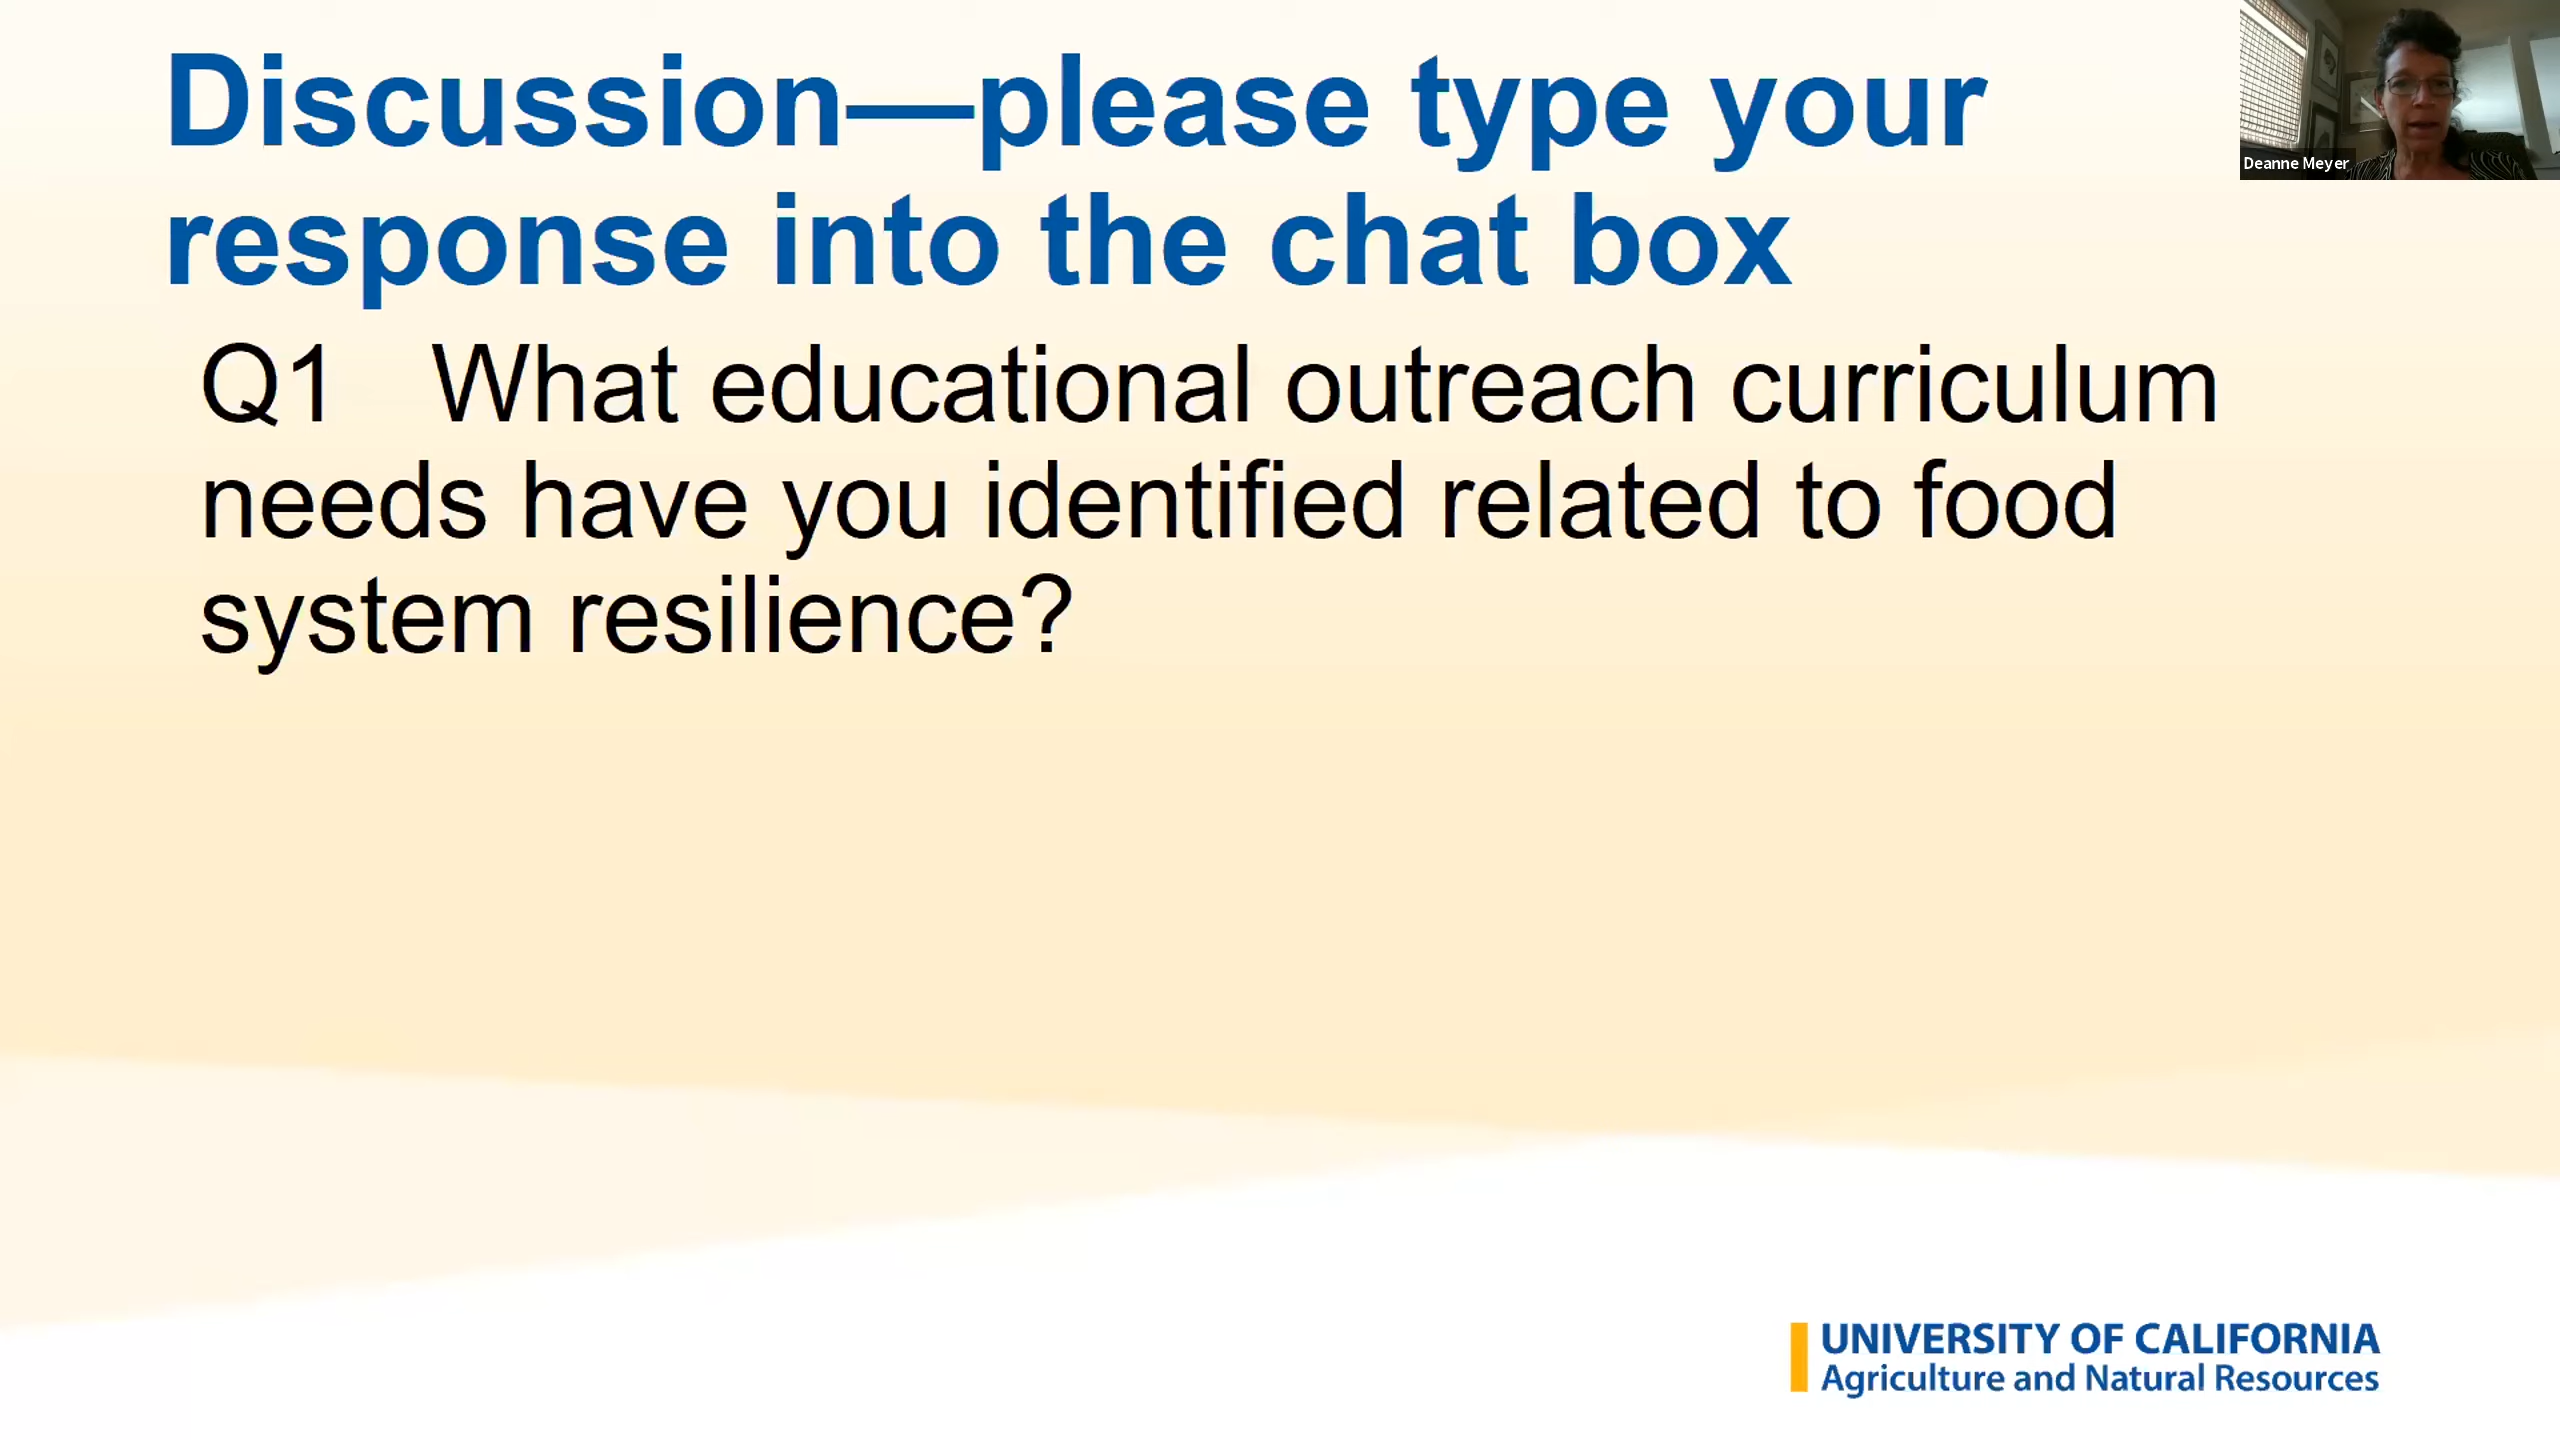 Discussion—please type your
response into the chat box
Q1 What educational outreach curriculum
needs have you identified related to food
system resilience?
Deanne Meyer
UNIVERSITY OF CALIFORNIA
Agriculture and Natural Resources